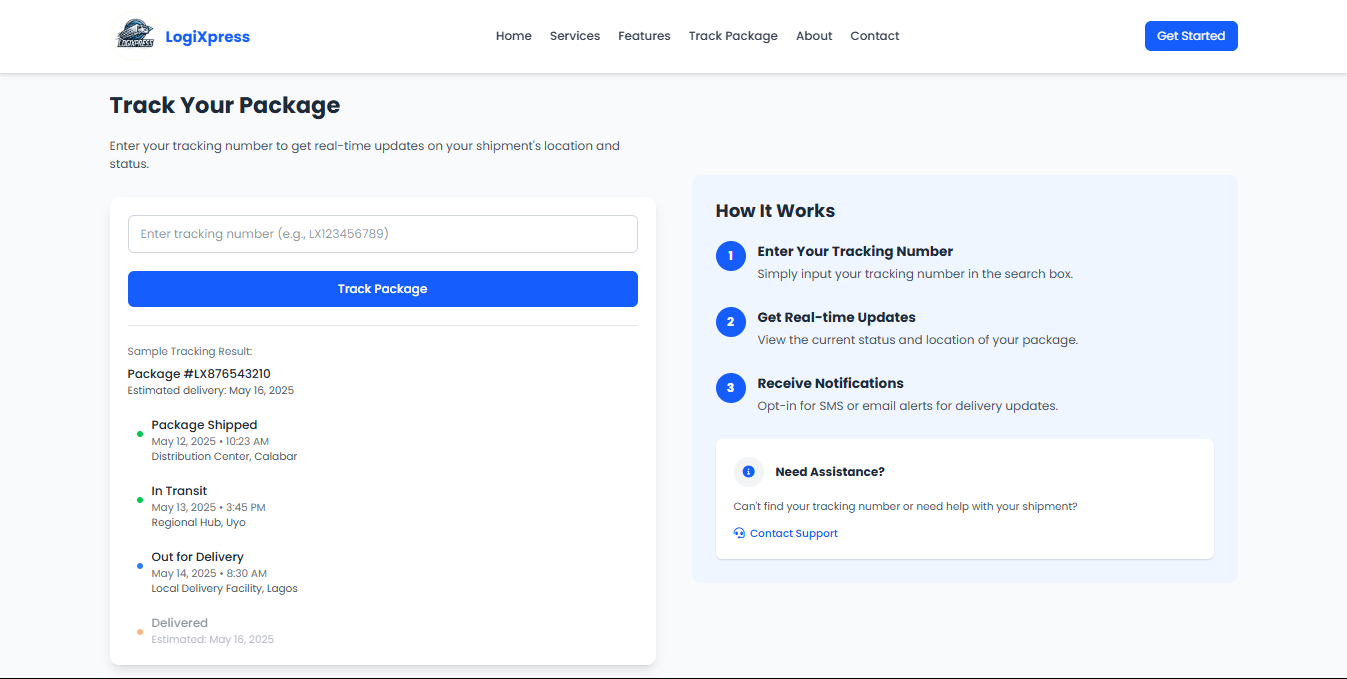 LOGIXPRESS
LogiXpress
Home
Services
Features
Track Package
About
Contact
Get Started
Track Your Package
Enter your tracking number to get real-time updates on your shipment's location and
status.
Enter tracking number (e.g., LX123456789)
Track Package
Sample Tracking Result:
Package #LX876543210
Estimated delivery: May 16, 2025
Package Shipped
May 12, 2025 • 10:23 AM
Distribution Center, Calabar
In Transit
May 13, 2025 • 3:45 PM
Regional Hub, Uyo
Out for Delivery
May 14, 2025 • 8:30 AM
Local Delivery Facility, Lagos
Delivered
Estimated: May 16, 2025
How It Works
1
Enter Your Tracking Number
Simply input your tracking number in the search box.
2
Get Real-time Updates
View the current status and location of your package.
3
Receive Notifications
Opt-in for SMS or email alerts for delivery updates.
Need Assistance?
Can't find your tracking number or need help with your shipment?
Contact Support